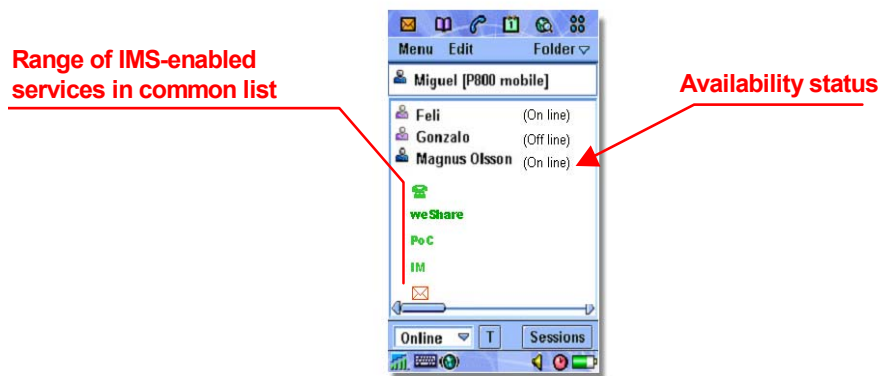 Menu Edit Folder
Range of IMS-enabled
services in common list
Miguel [P800 mobile]
Availability status
Feli (On line)
Gonzalo (Off line)
Magnus Olsson (On line)
weShare
PoC
IM
Online T Sessions